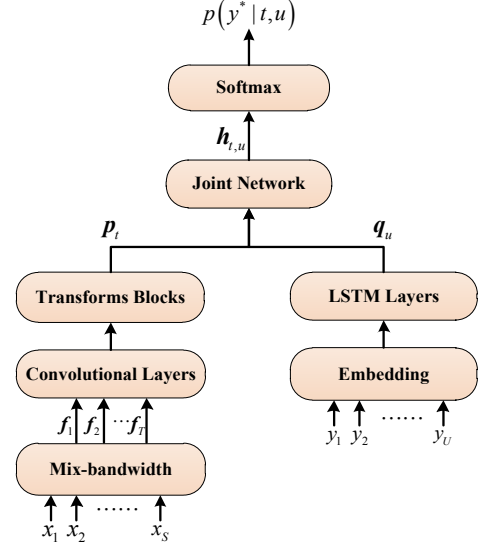 p(y* | t,u)
Softmax
h_{t,u}
Joint Network
p_t q_u
Transforms Blocks LSTM Layers
Convolutional Layers Embedding
f_1 f_2 ··· f_T y_1 y_2 ······ y_U
Mix-bandwidth
x_1 x_2 ······ x_S